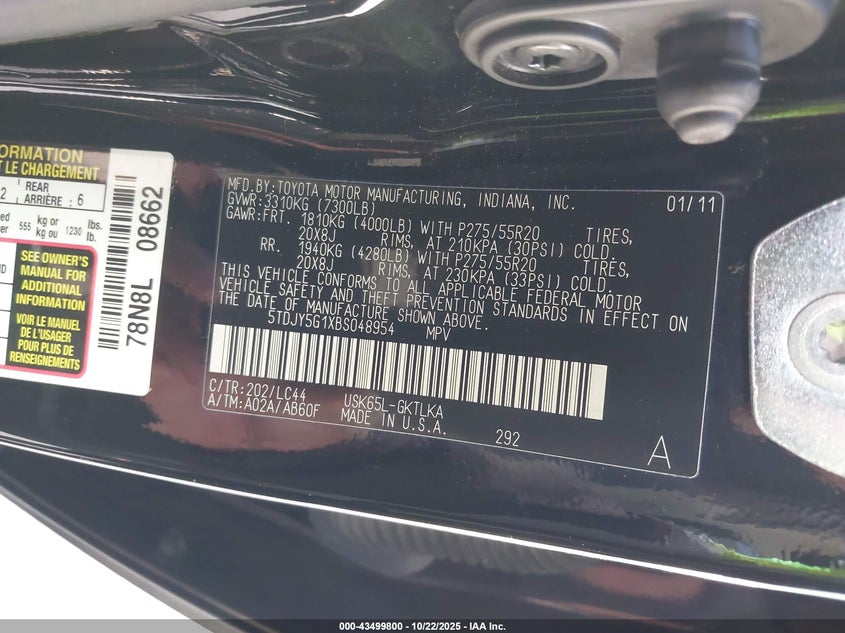 ORMATION
T LE CHARGEMENT
2 REAR ARRIÈRE : 6
555 kg or kg ou 1230 lbs. lb.
SEE OWNER'S
MANUAL FOR
ADDITIONAL
INFORMATION
VOIR LE MANUEL
DE L'USAGER
POUR PLUS DE
RENSEIGNEMENTS
78N8L 08662
MFD.BY:TOYOTA MOTOR MANUFACTURING, INDIANA, INC. 01/11
GVWR:3310KG (7300LB)
GAWR:FRT. 1810KG (4000LB) WITH P275/55R20 TIRES,
20X8J RIMS, AT 210KPA (30PSI) COLD.
RR. 1940KG (4280LB) WITH P275/55R20 TIRES,
20X8J RIMS, AT 230KPA (33PSI) COLD.
THIS VEHICLE CONFORMS TO ALL APPLICABLE FEDERAL MOTOR
VEHICLE SAFETY AND THEFT PREVENTION STANDARDS IN EFFECT ON
THE DATE OF MANUFACTURE SHOWN ABOVE.
5TDJY5G1XBS048954 MPV
C/TR:202/LC44 USK65L-GKTLKA
A/TM:A02A/AB60F MADE IN U.S.A.
292
A
000-43499800 - 10/22/2025 - IAA Inc.